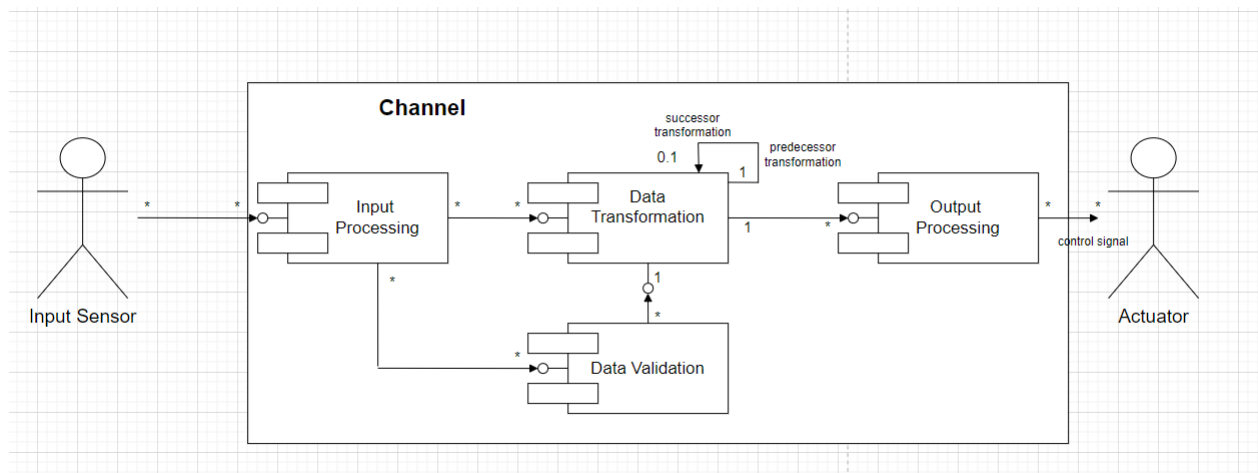 Channel
successor
transformation
predecessor
transformation
0.1
1
*
*
Input
Processing
*
*
Data
Transformation
1
*
Output
Processing
*
*
control signal
*
1
*
*
Data Validation
Input Sensor
Actuator